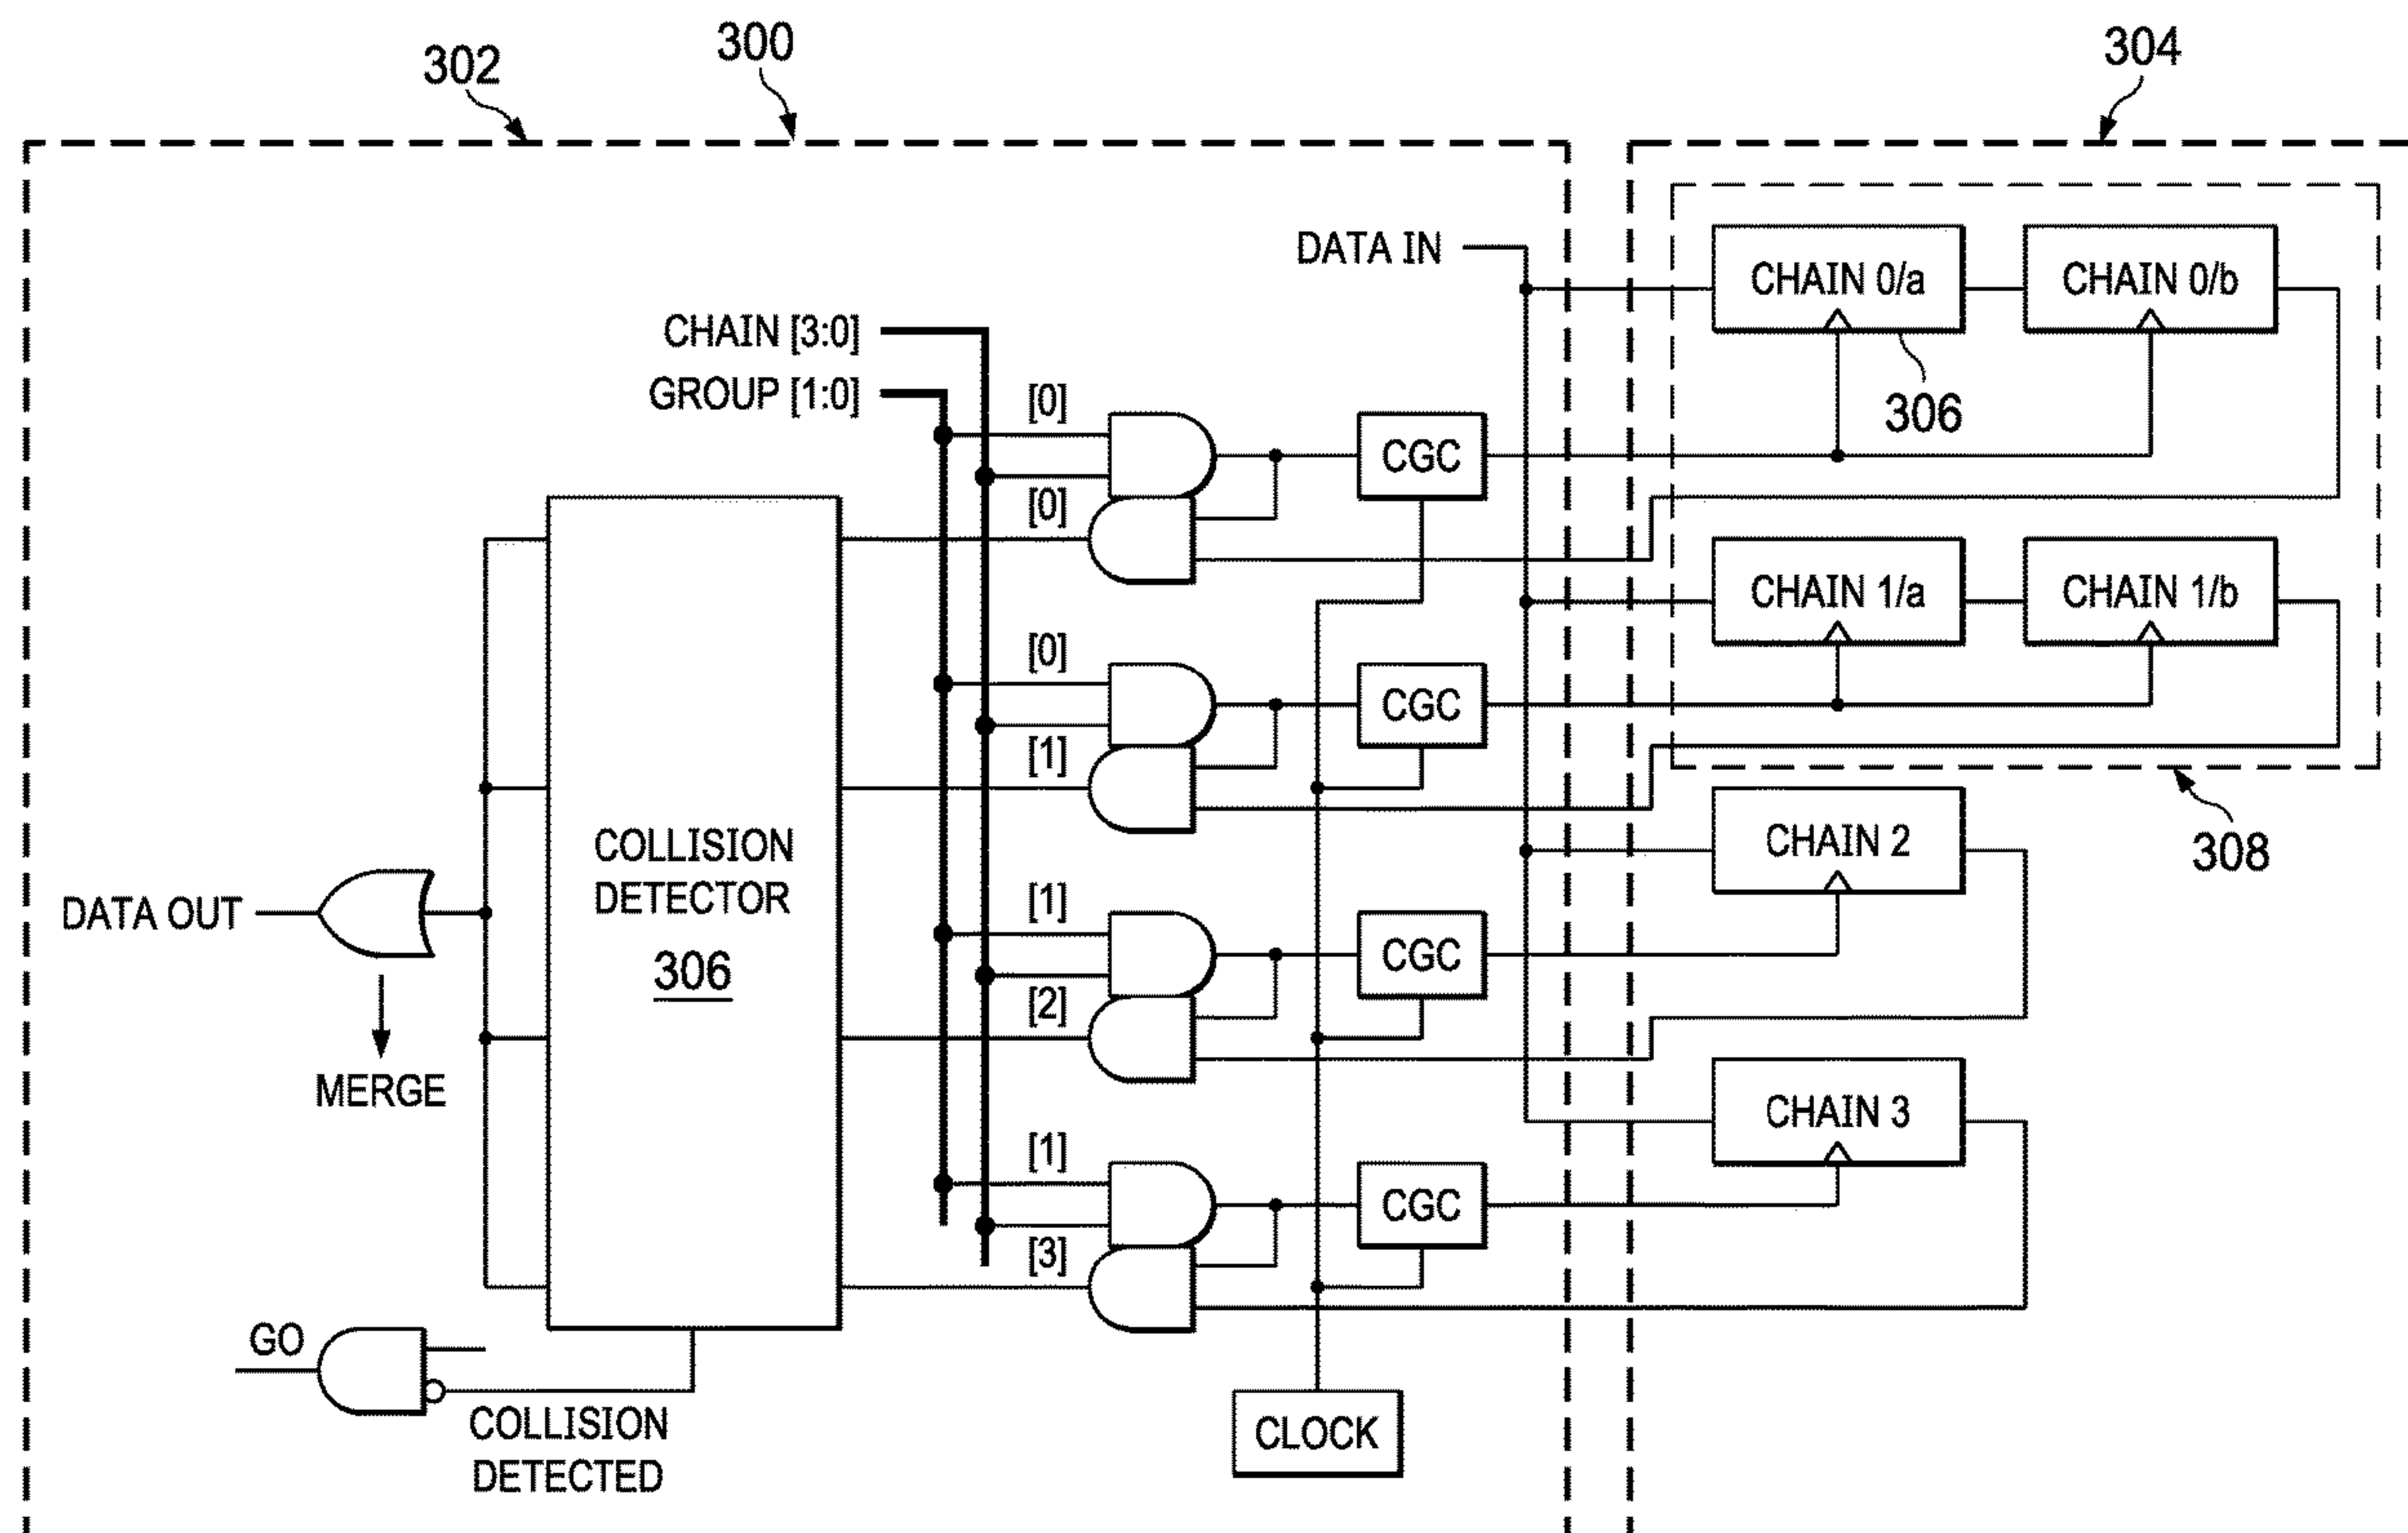 302
300
304
DATA IN
CHAIN 0/a
CHAIN 0/b
306
CHAIN [3:0]
GROUP [1:0]
[0]
CGC
[0]
CHAIN 1/a
CHAIN 1/b
[0]
CGC
[1]
308
CHAIN 2
COLLISION
DETECTOR
306
DATA OUT
MERGE
[1]
CGC
[2]
CHAIN 3
[1]
CGC
[3]
GO
COLLISION
DETECTED
CLOCK